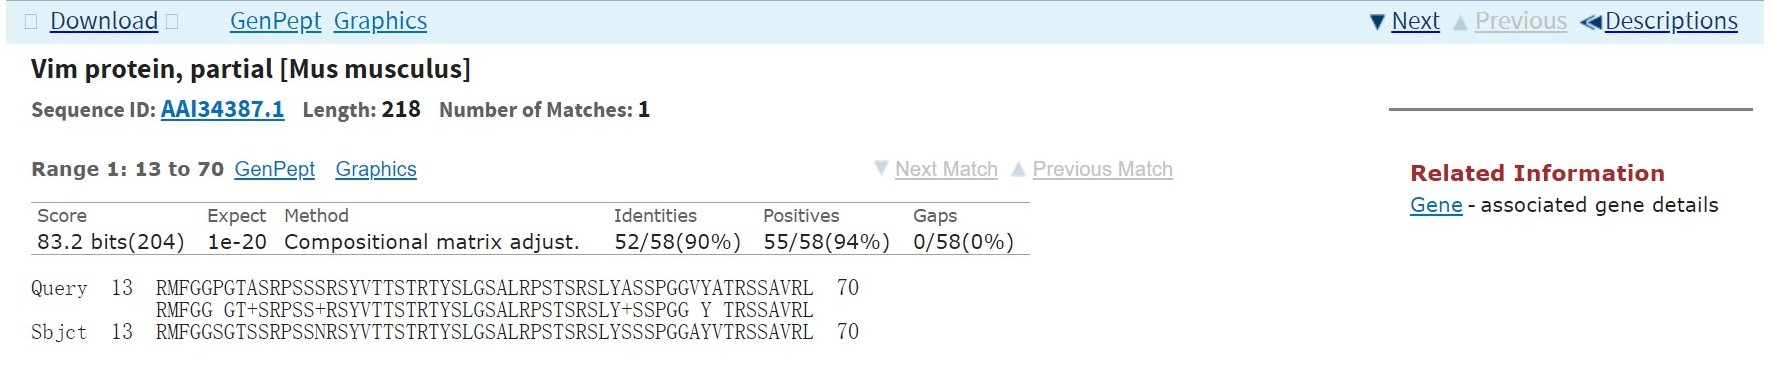 Download GenPept Graphics Next Previous Descriptions
Vim protein, partial [Mus musculus]
Sequence ID: AAI34387.1 Length: 218 Number of Matches: 1
Range 1: 13 to 70 GenPept Graphics Next Match Previous Match
Score Expect Method Identities Positives Gaps
83.2 bits(204) 1e-20 Compositional matrix adjust. 52/58(90%) 55/58(94%) 0/58(0%)
Query 13 RMFGGPGTASRPSSSRSYVTTSTRTYSLGSALRPSTSRSLYASSPGGVYATRSSAVRL 70
RMFGG GT+SRPSS+RSYVTTSTRTYSLGSALRPSTSRSLY+SSPGG Y TRSSAVRL
Sbjct 13 RMFGGSGTSSRPSSNRSYVTTSTRTYSLGSALRPSTSRSLYSSSPGGAYVTRSSAVRL 70
Related Information
Gene - associated gene details